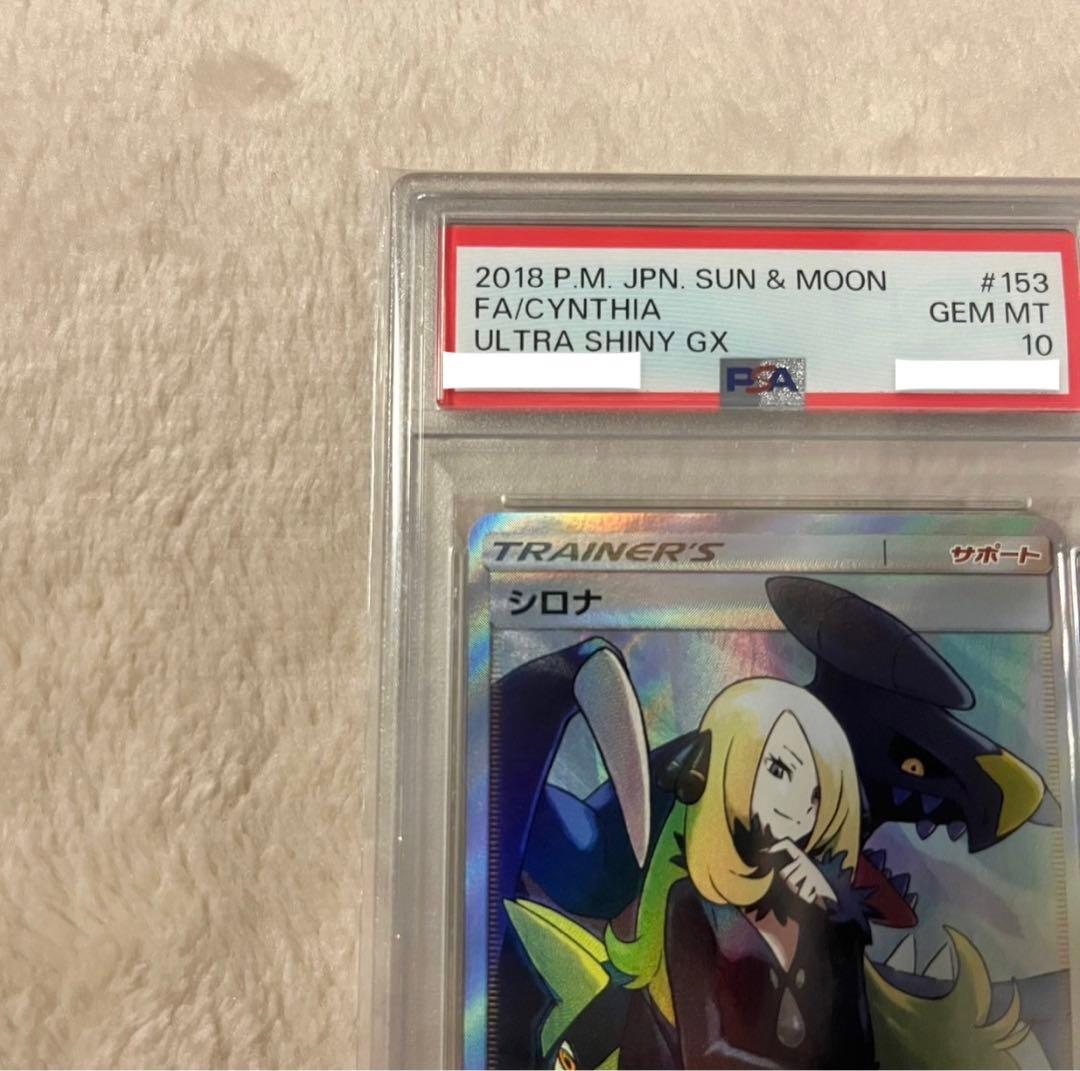 2018 P.M. JPN. SUN & MOON #153
FA/CYNTHIA GEM MT
ULTRA SHINY GX 10
PSA
TRAINER'S サポート
シロナ